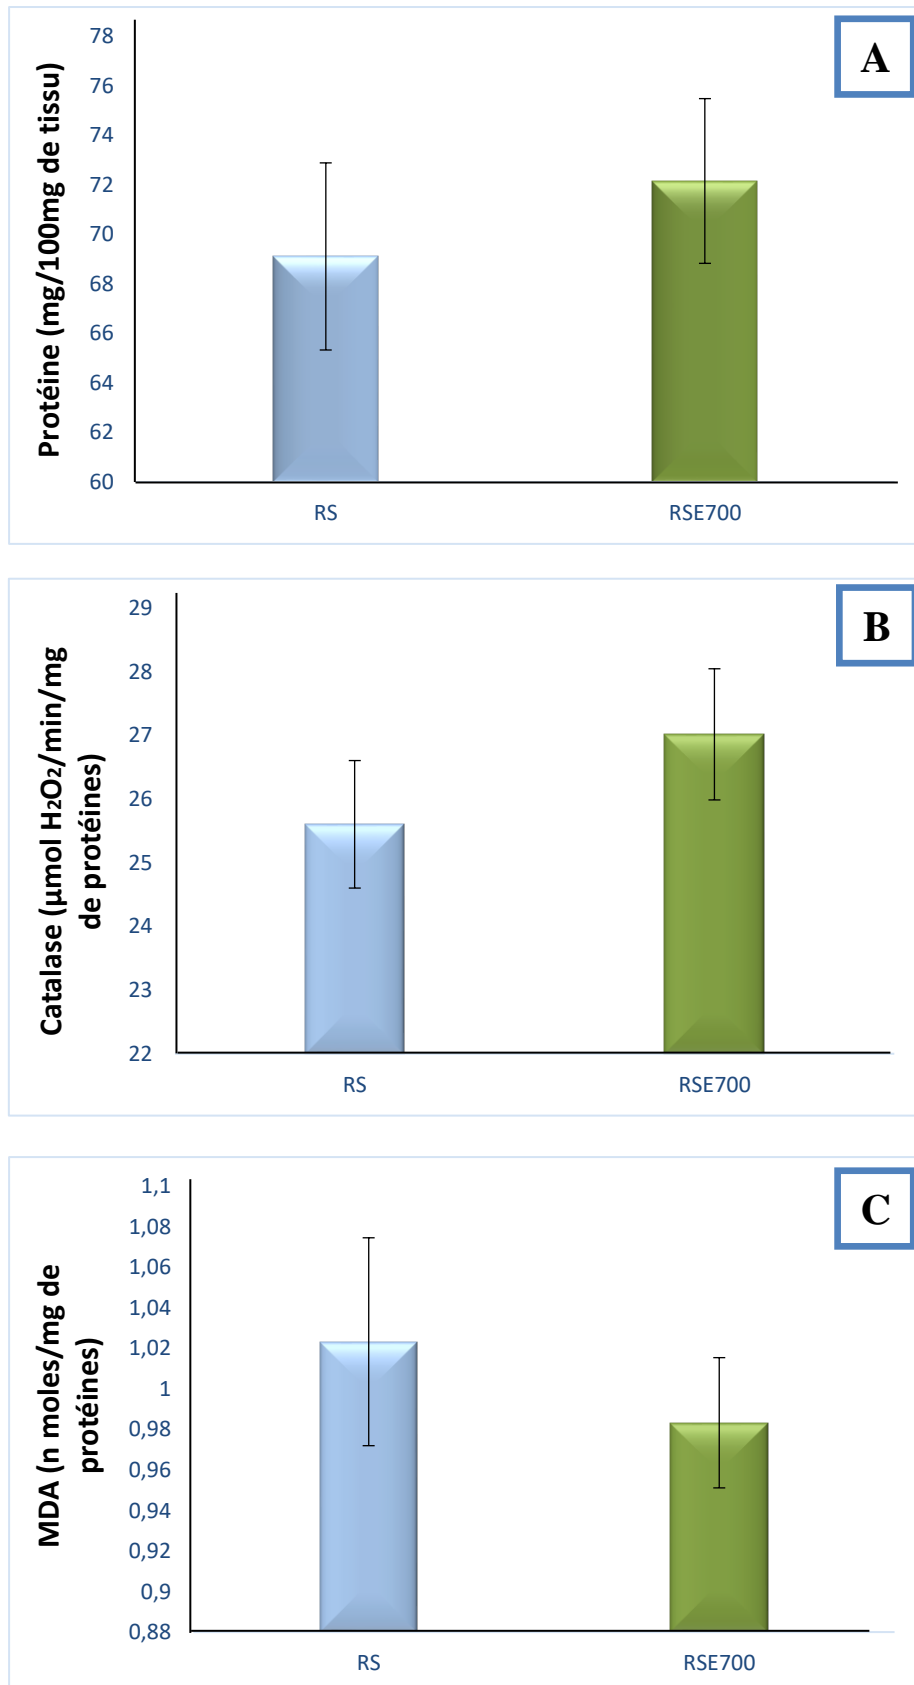 A
Protéine (mg/100mg de tissu)
78
76
74
72
70
68
66
64
62
60
RS RSE700
B
Catalase (µmol H₂O₂/min/mg
de protéines)
29
28
27
26
25
24
23
22
RS RSE700
C
MDA (n moles/mg de
protéines)
1,1
1,08
1,06
1,04
1,02
1
0,98
0,96
0,94
0,92
0,9
0,88
RS RSE700